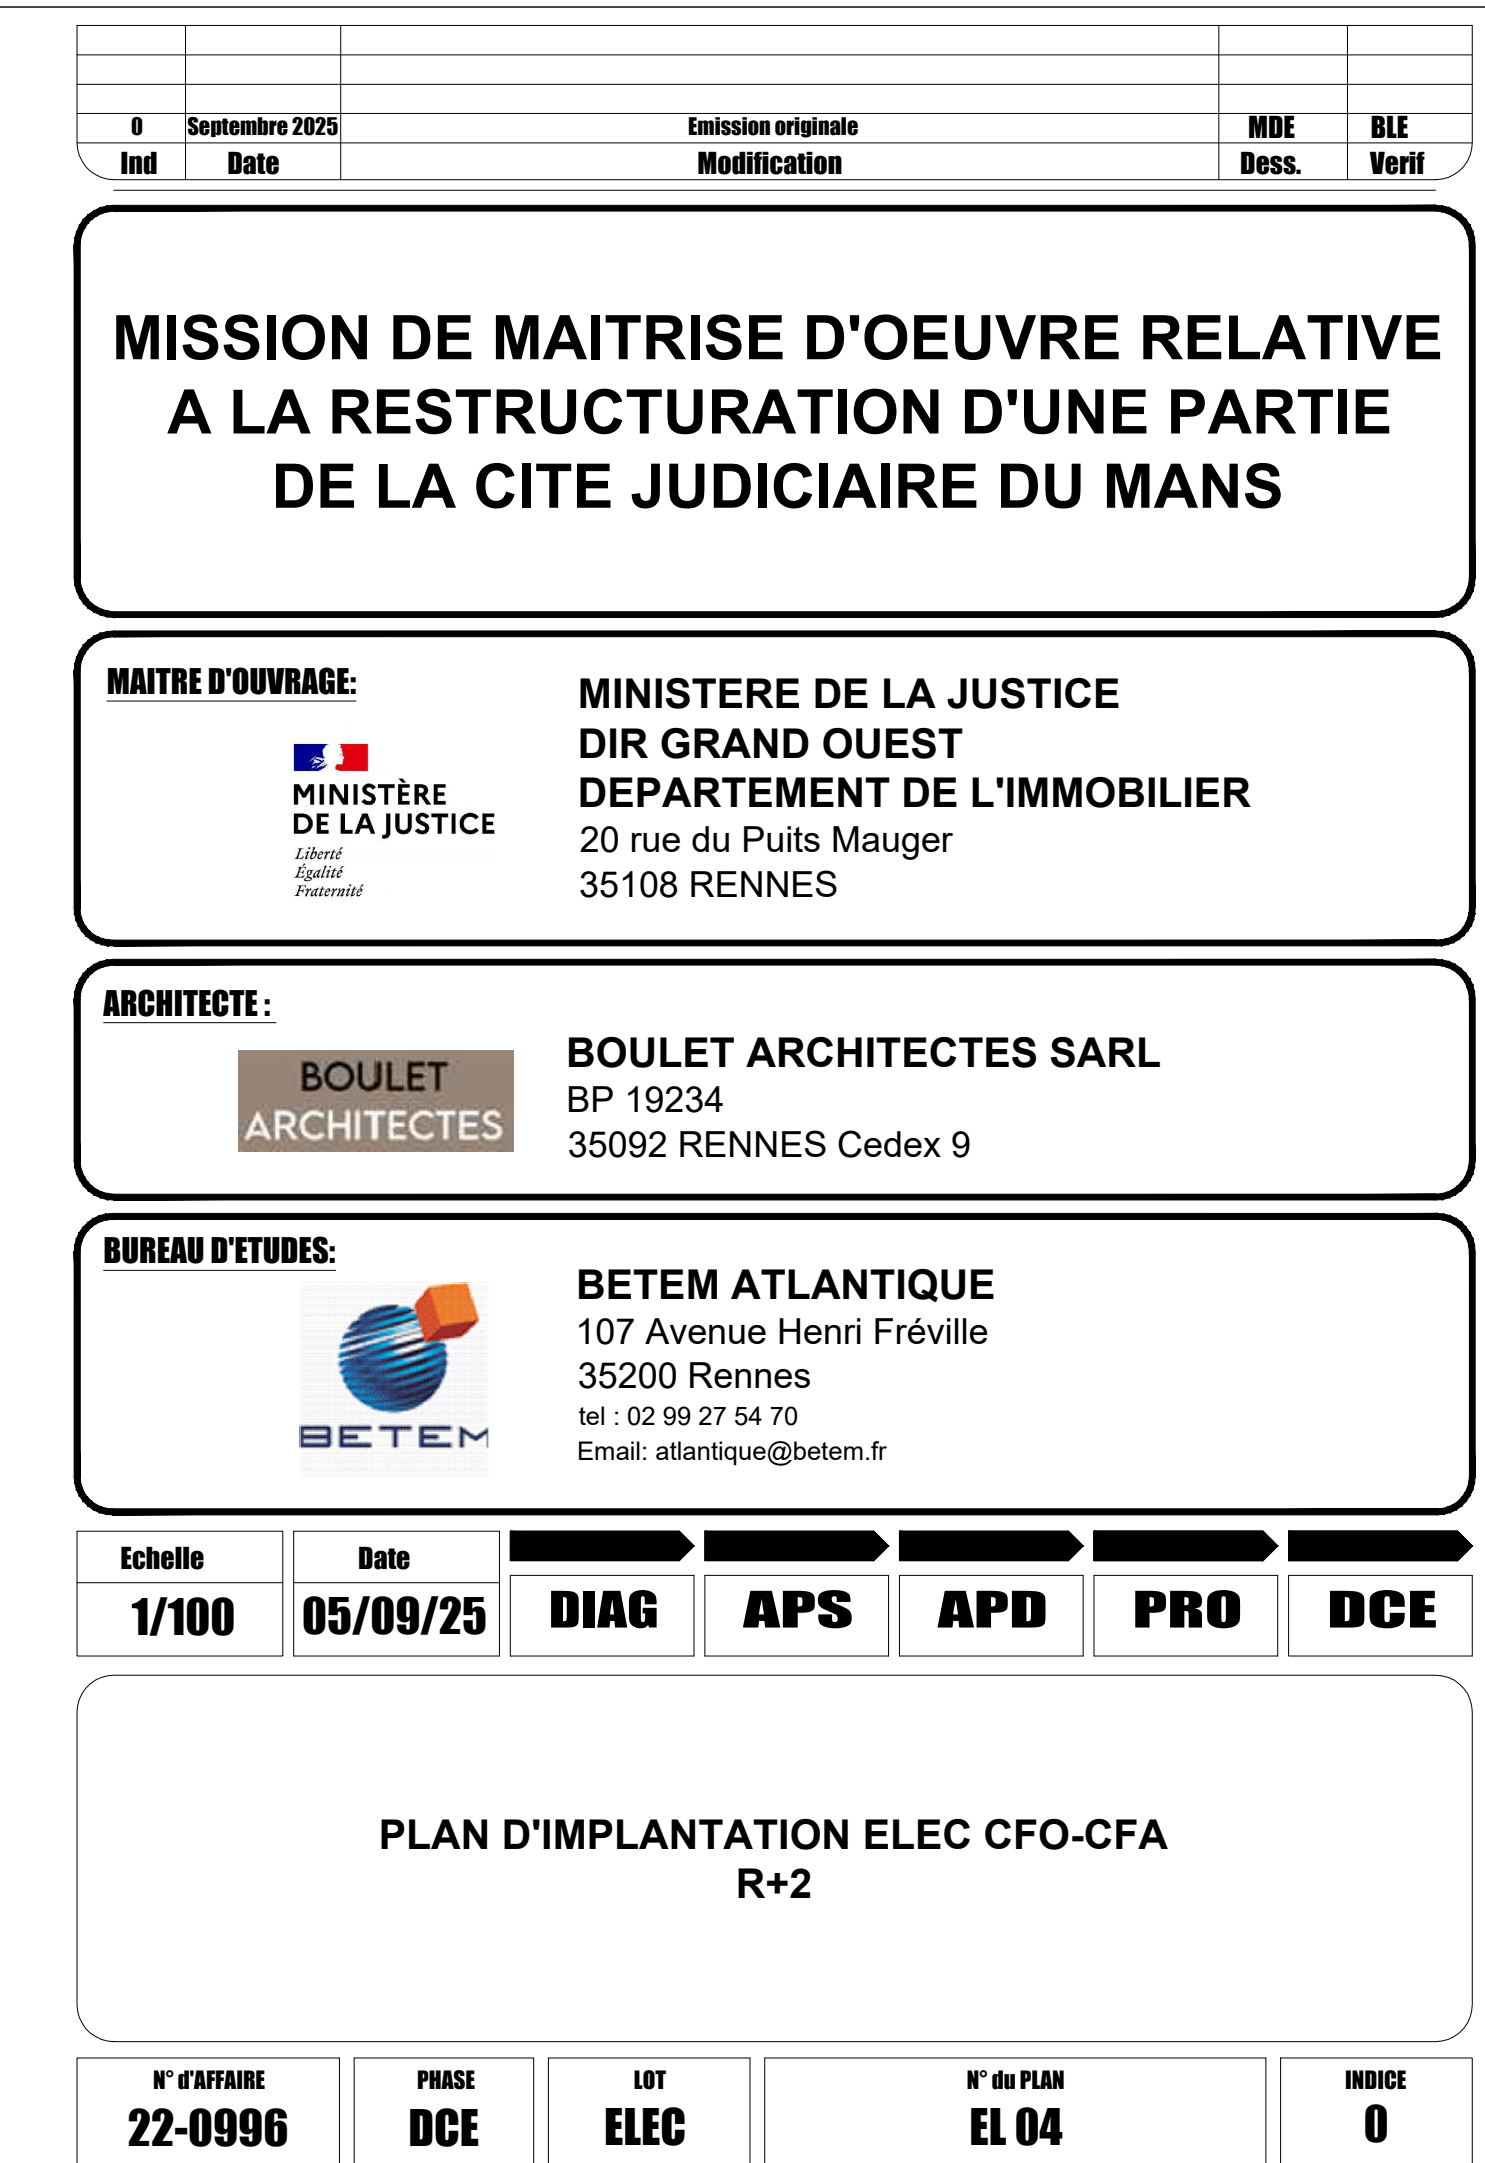 0 Septembre 2025 Emission originale MDE BLE
Ind Date Modification Dess. Verif
MISSION DE MAITRISE D'OEUVRE RELATIVE
A LA RESTRUCTURATION D'UNE PARTIE
DE LA CITE JUDICIAIRE DU MANS
MAITRE D'OUVRAGE:
MINISTÈRE
DE LA JUSTICE
Liberté
Égalité
Fraternité
MINISTERE DE LA JUSTICE
DIR GRAND OUEST
DEPARTEMENT DE L'IMMOBILIER
20 rue du Puits Mauger
35108 RENNES
ARCHITECTE :
BOULET
ARCHITECTES
BOULET ARCHITECTES SARL
BP 19234
35092 RENNES Cedex 9
BUREAU D'ETUDES:
BETEM
BETEM ATLANTIQUE
107 Avenue Henri Fréville
35200 Rennes
tel : 02 99 27 54 70
Email: atlantique@betem.fr
Echelle Date
1/100 05/09/25 DIAG APS APD PRO DCE
PLAN D'IMPLANTATION ELEC CFO-CFA
R+2
N° d'AFFAIRE PHASE LOT N° du PLAN INDICE
22-0996 DCE ELEC EL 04 0